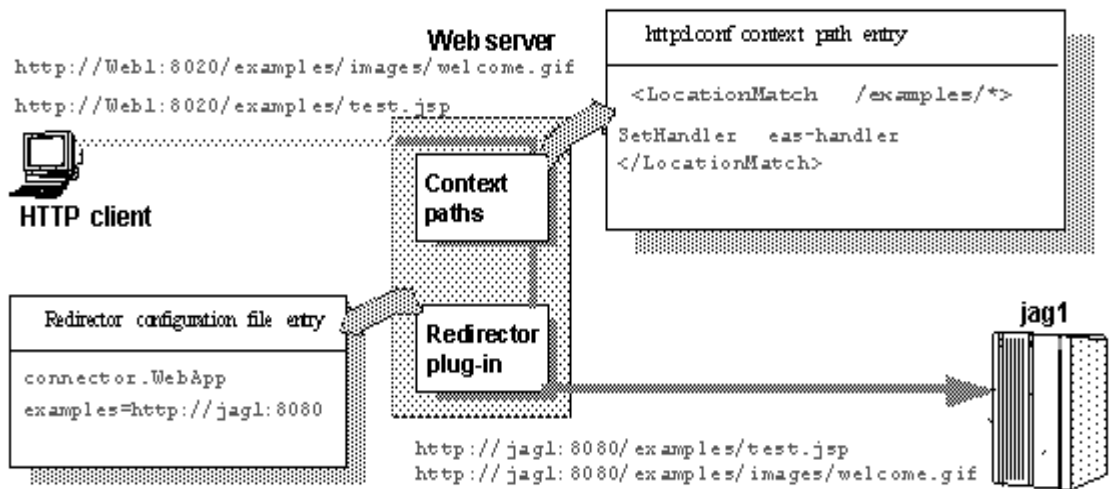 Web server
http://Web1:8020/examples/images/welcome.gif
http://Web1:8020/examples/test.jsp
HTTP client
httpd.conf context path entry
<LocationMatch /examples/*>
SetHandler eas-handler
</LocationMatch>
Context
paths
Redirector configuration file entry
connector.WebApp
examples=http://jag1:8080
Redirector
plug-in
jag1
http://jag1:8080/examples/test.jsp
http://jag1:8080/examples/images/welcome.gif